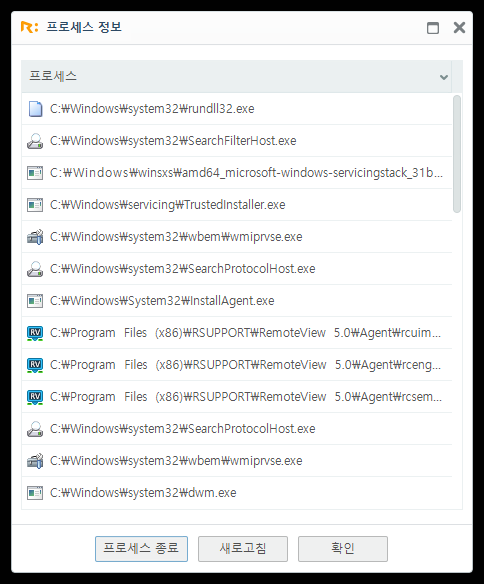 프로세스 정보
프로세스
C:₩Windows₩system32₩rundll32.exe
C:₩Windows₩system32₩SearchFilterHost.exe
C:₩Windows₩winsxs₩amd64_microsoft-windows-servicingstack_31b...
C:₩Windows₩servicing₩TrustedInstaller.exe
C:₩Windows₩system32₩wbem₩wmiprvse.exe
C:₩Windows₩system32₩SearchProtocolHost.exe
C:₩Windows₩System32₩InstallAgent.exe
RV C:₩Program Files (x86)₩RSUPPORT₩RemoteView 5.0₩Agent₩rcuim...
RV C:₩Program Files (x86)₩RSUPPORT₩RemoteView 5.0₩Agent₩rceng...
RV C:₩Program Files (x86)₩RSUPPORT₩RemoteView 5.0₩Agent₩rcsem...
C:₩Windows₩system32₩SearchProtocolHost.exe
C:₩Windows₩system32₩wbem₩wmiprvse.exe
C:₩Windows₩system32₩dwm.exe
프로세스 종료 새로고침 확인